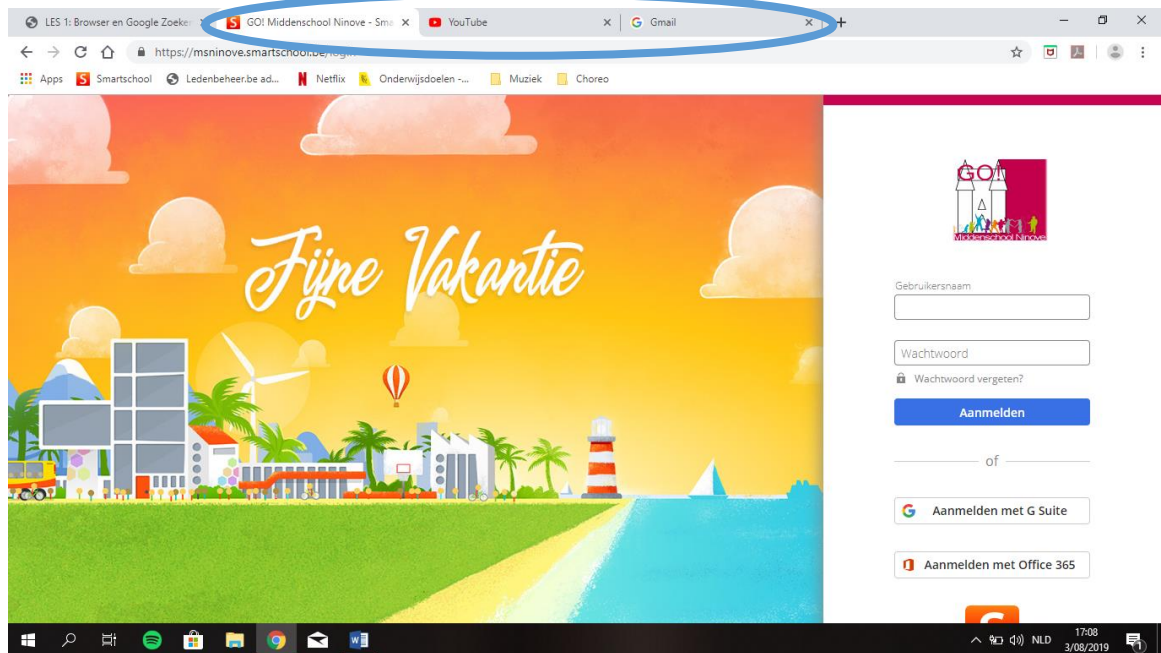 LES 1: Browser en Google Zoeke
GO! Middenschool Ninove - Sma
YouTube
Gmail
https://msninove.smartschool.be/
Apps
Smartschool
Ledenbeheer.be ad...
Netflix
Onderwijsdoelen -...
Muziek
Choreo
Fijne Vakantie
GO!
Middenschool Ninove
Gebruikersnaam
Wachtwoord
Wachtwoord vergeten?
Aanmelden
of
Aanmelden met G Suite
Aanmelden met Office 365
NLD
17:08
3/08/2019